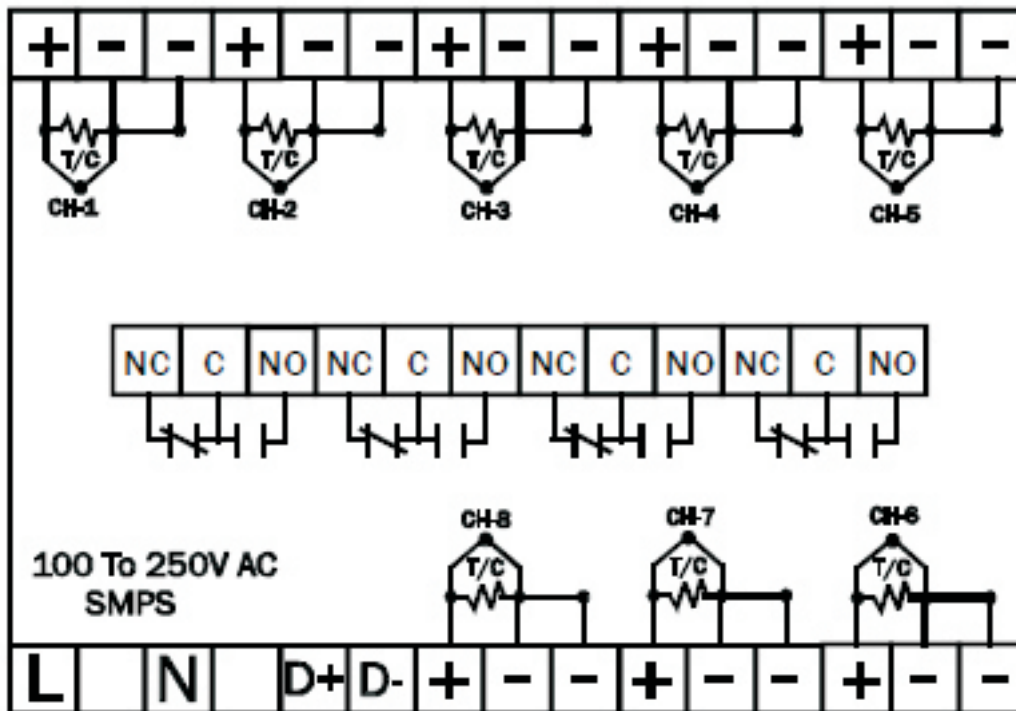 + - - + - - + - - + - - + - -
T/C T/C T/C T/C T/C
CH-1 CH-2 CH-3 CH-4 CH-5
NC C NO NC C NO NC C NO NC C NO
CH-8 CH-7 CH-6
T/C T/C T/C
100 To 250V AC
SMPS
L N D+ D- + - - + - - + - -